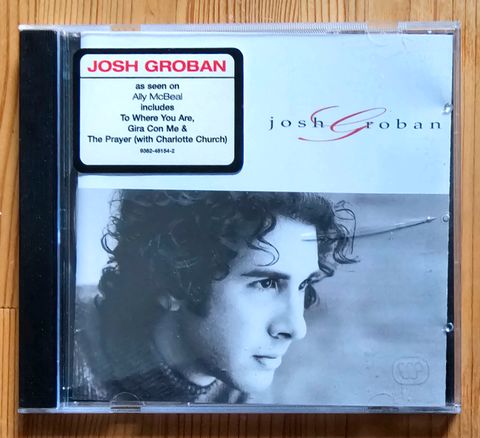 JOSH GROBAN
as seen on
Ally McBeal
includes
To Where You Are,
Gira Con Me &
The Prayer (with Charlotte Church)
9362-48154-2
josh Groban